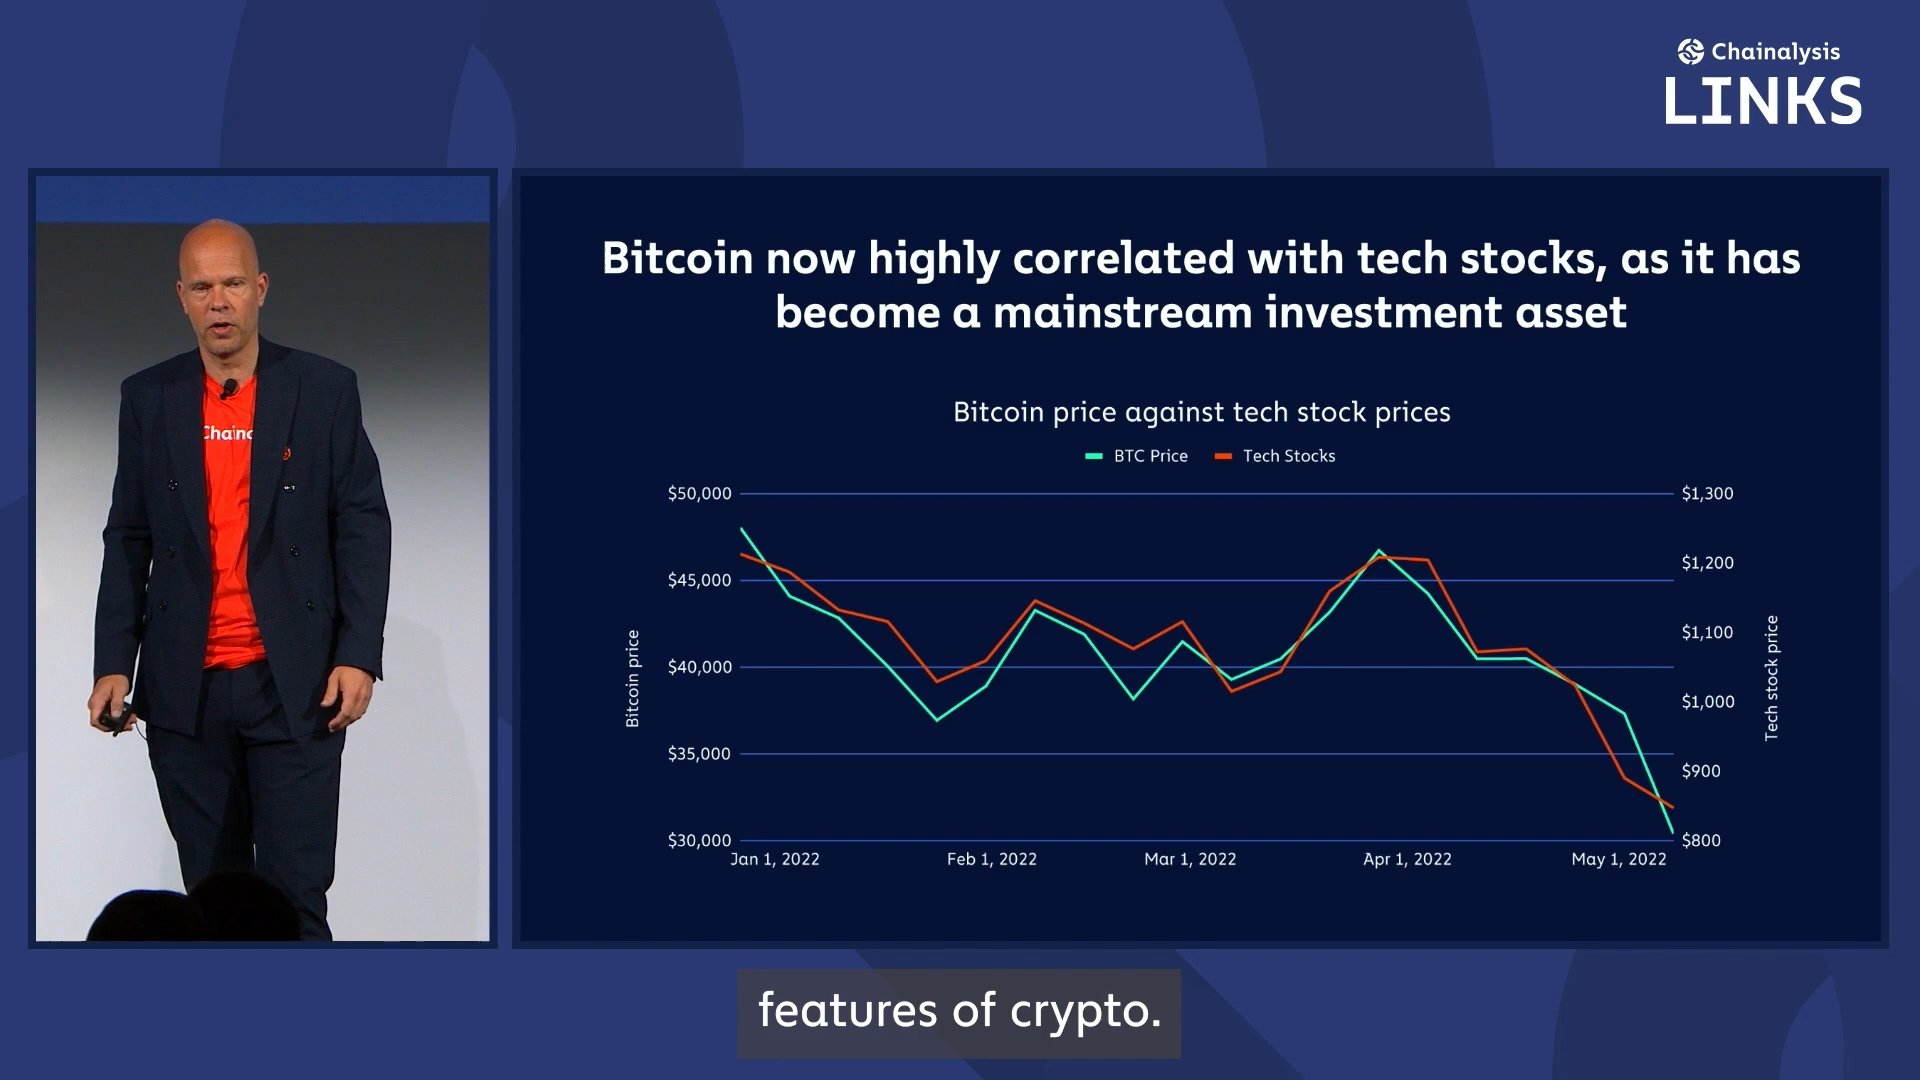 Chainalysis
LINKS
Chaina
Bitcoin now highly correlated with tech stocks, as it has
become a mainstream investment asset
Bitcoin price against tech stock prices
BTC Price
Tech Stocks
Bitcoin price
$50,000
$45,000
$40,000
$35,000
$30,000
$1,300
$1,200
$1,100
$1,000
$900
$800
Tech stock price
Jan 1, 2022
Feb 1, 2022
Mar 1, 2022
Apr 1, 2022
May 1, 2022
features of crypto.